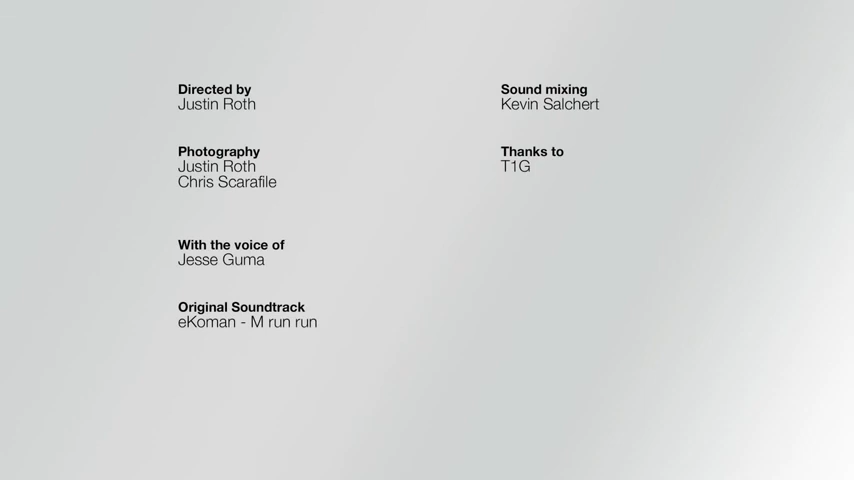 Directed by
Justin Roth
Photography
Justin Roth
Chris Scarafile
With the voice of
Jesse Guma
Original Soundtrack
eKoman - M run run
Sound mixing
Kevin Salchert
Thanks to
T1G